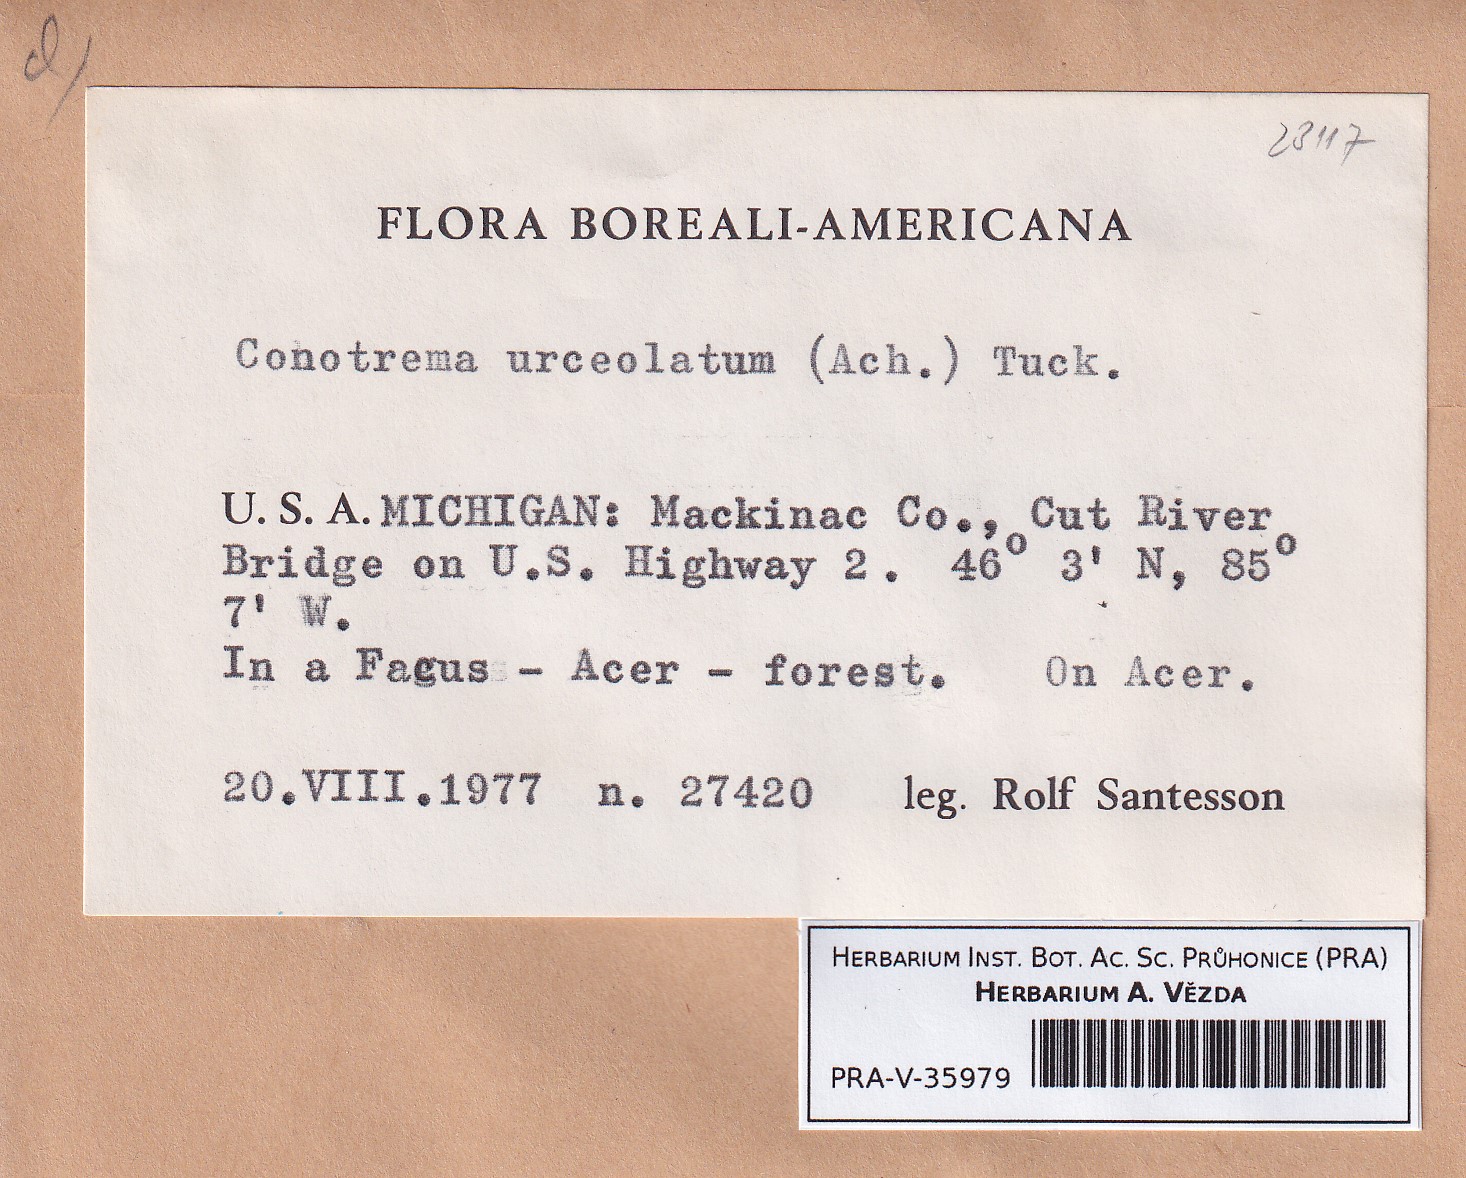 d)
23117
FLORA BOREALI-AMERICANA
Conotrema urceolatum (Ach.) Tuck.
U. S. A. MICHIGAN: Mackinac Co., Cut River
Bridge on U.S. Highway 2. 46° 3' N, 85°
7' W.
In a Fagus - Acer - forest. On Acer.
20.VIII.1977 n. 27420 leg. Rolf Santesson
HERBARIUM INST. BOT. AC. SC. PRŮHONICE (PRA)
HERBARIUM A. VĚZDA
PRA-V-35979